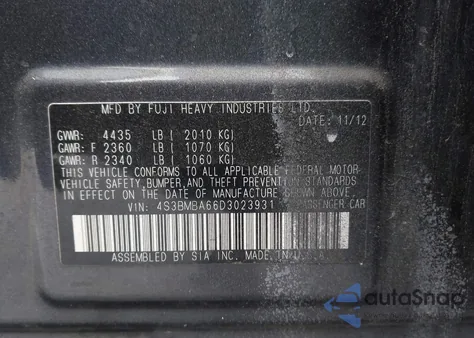 MFD BY FUJI HEAVY INDUSTRIES LTD.
DATE: 11/12
GVWR: 4435 LB ( 2010 KG)
GAWR: F 2360 LB ( 1070 KG)
GAWR: R 2340 LB ( 1060 KG)
THIS VEHICLE CONFORMS TO ALL APPLICABLE FEDERAL MOTOR
VEHICLE SAFETY, BUMPER, AND THEFT PREVENTION STANDARDS
IN EFFECT ON THE DATE OF MANUFACTURE SHOWN ABOVE.
VIN: 4S3BMBA66D3023931 PASSENGER CAR
ASSEMBLED BY SIA INC. MADE IN U.S.A.
autoSnap